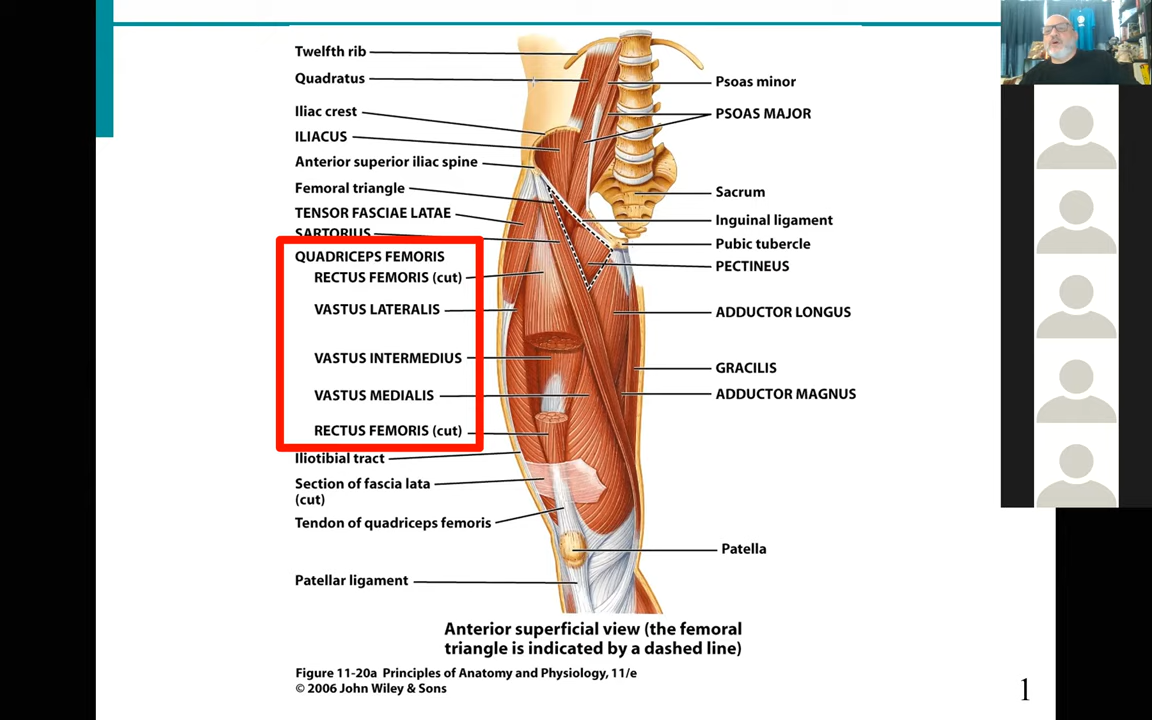 Twelfth rib
Quadratus
Iliac crest
ILIACUS
Anterior superior iliac spine
Femoral triangle
TENSOR FASCIAE LATAE
SARTORIUS
QUADRICEPS FEMORIS
RECTUS FEMORIS (cut)
VASTUS LATERALIS
VASTUS INTERMEDIUS
VASTUS MEDIALIS
RECTUS FEMORIS (cut)
Iliotibial tract
Section of fascia lata
(cut)
Tendon of quadriceps femoris
Patellar ligament
Psoas minor
PSOAS MAJOR
Sacrum
Inguinal ligament
Pubic tubercle
PECTINEUS
ADDUCTOR LONGUS
GRACILIS
ADDUCTOR MAGNUS
Patella
Anterior superficial view (the femoral
triangle is indicated by a dashed line)
Figure 11-20a Principles of Anatomy and Physiology, 11/e
© 2006 John Wiley & Sons
1